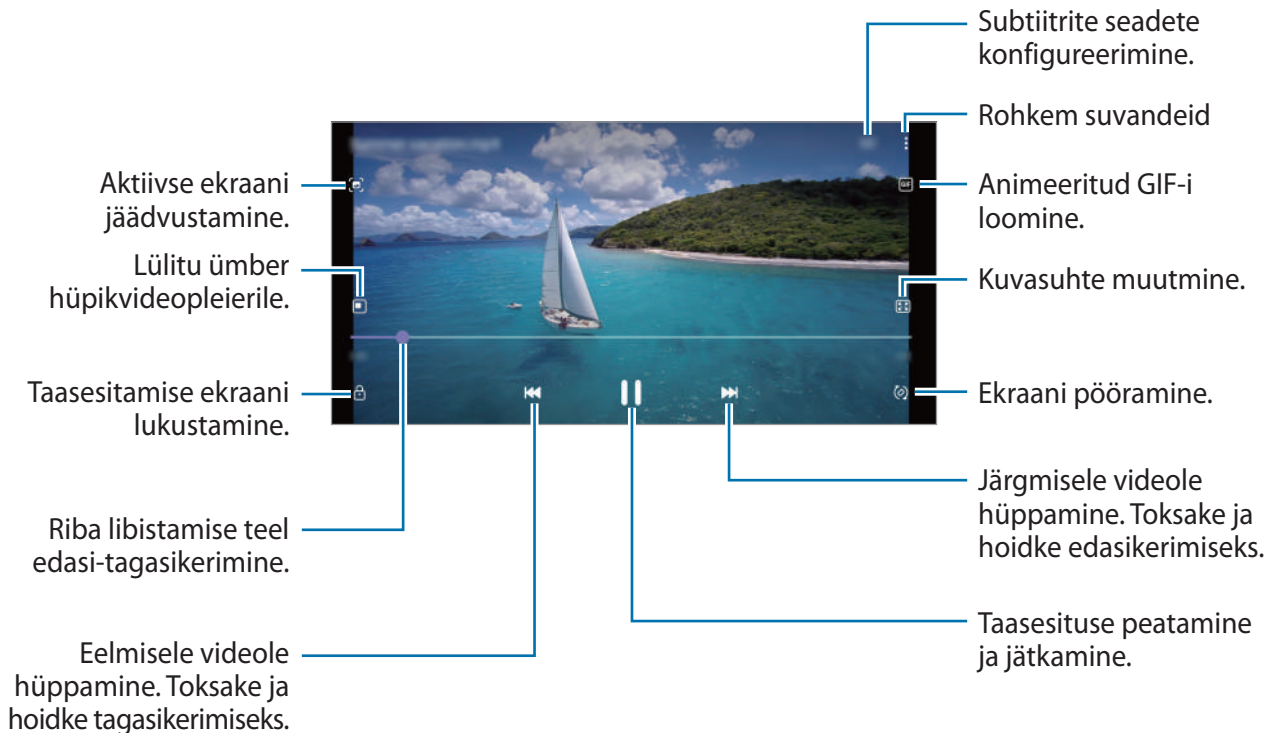 Subtiitrite seadete
konfigureerimine.
Rohkem suvandeid
Aktiivse ekraani
jäädvustamine.
GIF
Animeeritud GIF-i
loomine.
Lülitu ümber
hüpikvideopleierile.
Kuvasuhte muutmine.
Taasesitamise ekraani
lukustamine.
Ekraani pööramine.
Riba libistamise teel
edasi-tagasikerimine.
Järgmisele videole
hüppamine. Toksake ja
hoidke edasikerimiseks.
Eelmisele videole
hüppamine. Toksake ja
hoidke tagasikerimiseks.
Taasesituse peatamine
ja jätkamine.